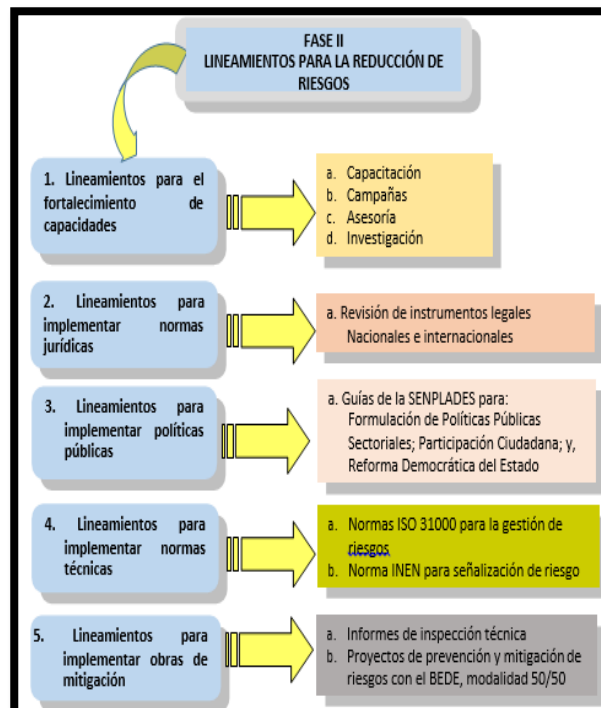 FASE II
LINEAMIENTOS PARA LA REDUCCIÓN DE
RIESGOS
1. Lineamientos para el
fortalecimiento de
capacidades
a. Capacitación
b. Campañas
c. Asesoría
d. Investigación
2. Lineamientos para
implementar normas
jurídicas
a. Revisión de instrumentos legales
Nacionales e internacionales
3. Lineamientos para
implementar políticas
públicas
a. Guías de la SENPLADES para:
Formulación de Políticas Públicas
Sectoriales; Participación Ciudadana; y,
Reforma Democrática del Estado
4. Lineamientos para
implementar normas
técnicas
a. Normas ISO 31000 para la gestión de
riesgos
b. Norma INEN para señalización de riesgo
5. Lineamientos para
implementar obras de
mitigación
a. Informes de inspección técnica
b. Proyectos de prevención y mitigación de
riesgos con el BEDE, modalidad 50/50